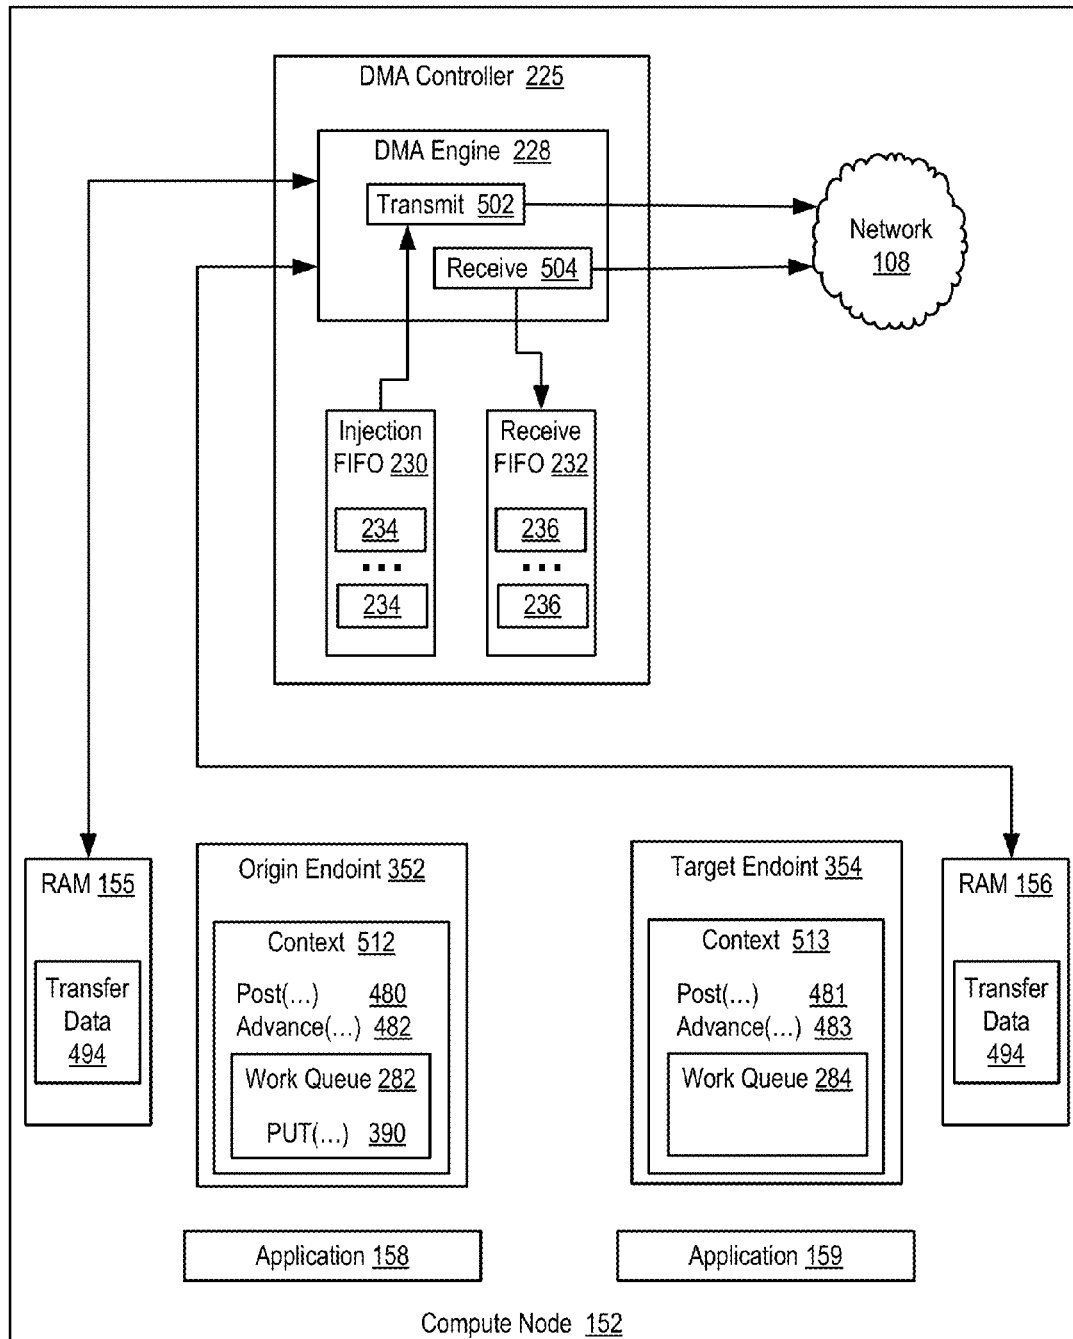 DMA Controller 225
DMA Engine 228
Transmit 502
Receive 504
Network
108
Injection
FIFO 230
234
▪ ▪ ▪
234
Receive
FIFO 232
236
▪ ▪ ▪
236
RAM 155
Transfer
Data
494
Origin Endoint 352
Context 512
Post(...) 480
Advance(...) 482
Work Queue 282
PUT(...) 390
Target Endoint 354
Context 513
Post(...) 481
Advance(...) 483
Work Queue 284
RAM 156
Transfer
Data
494
Application 158
Application 159
Compute Node 152